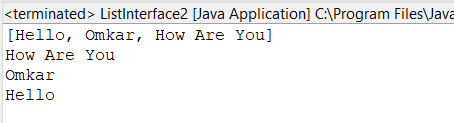 <terminated> ListInterface2 [Java Application] C:\Program Files\Java
[Hello, Omkar, How Are You]
How Are You
Omkar
Hello